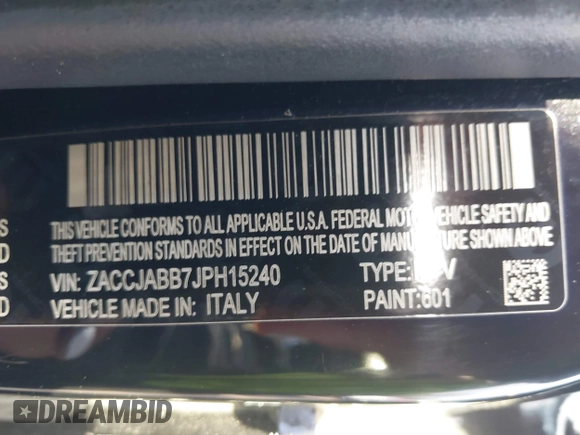 THIS VEHICLE CONFORMS TO ALL APPLICABLE U.S.A. FEDERAL MOTOR VEHICLE SAFETY AND
THEFT PREVENTION STANDARDS IN EFFECT ON THE DATE OF MANUFACTURE SHOWN ABOVE
VIN: ZACCJABB7JPH15240 TYPE:
VEHICLE MADE IN: ITALY PAINT:601
DREAMBID